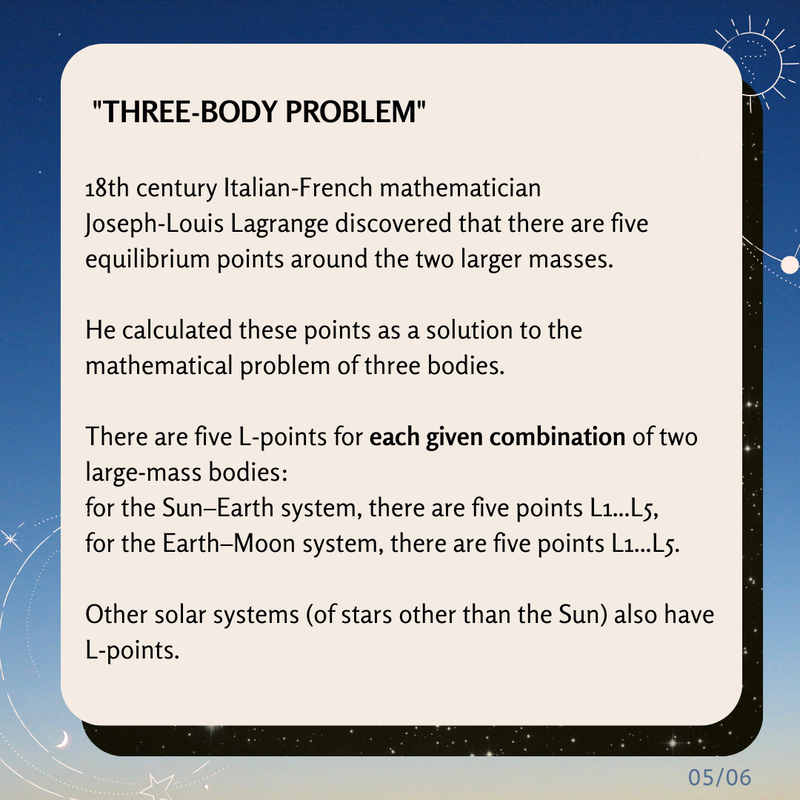 "THREE-BODY PROBLEM"
18th century Italian-French mathematician
Joseph-Louis Lagrange discovered that there are five
equilibrium points around the two larger masses.
He calculated these points as a solution to the
mathematical problem of three bodies.
There are five L-points for each given combination of two
large-mass bodies:
for the Sun–Earth system, there are five points L1...L5,
for the Earth–Moon system, there are five points L1...L5.
Other solar systems (of stars other than the Sun) also have
L-points.
05/06